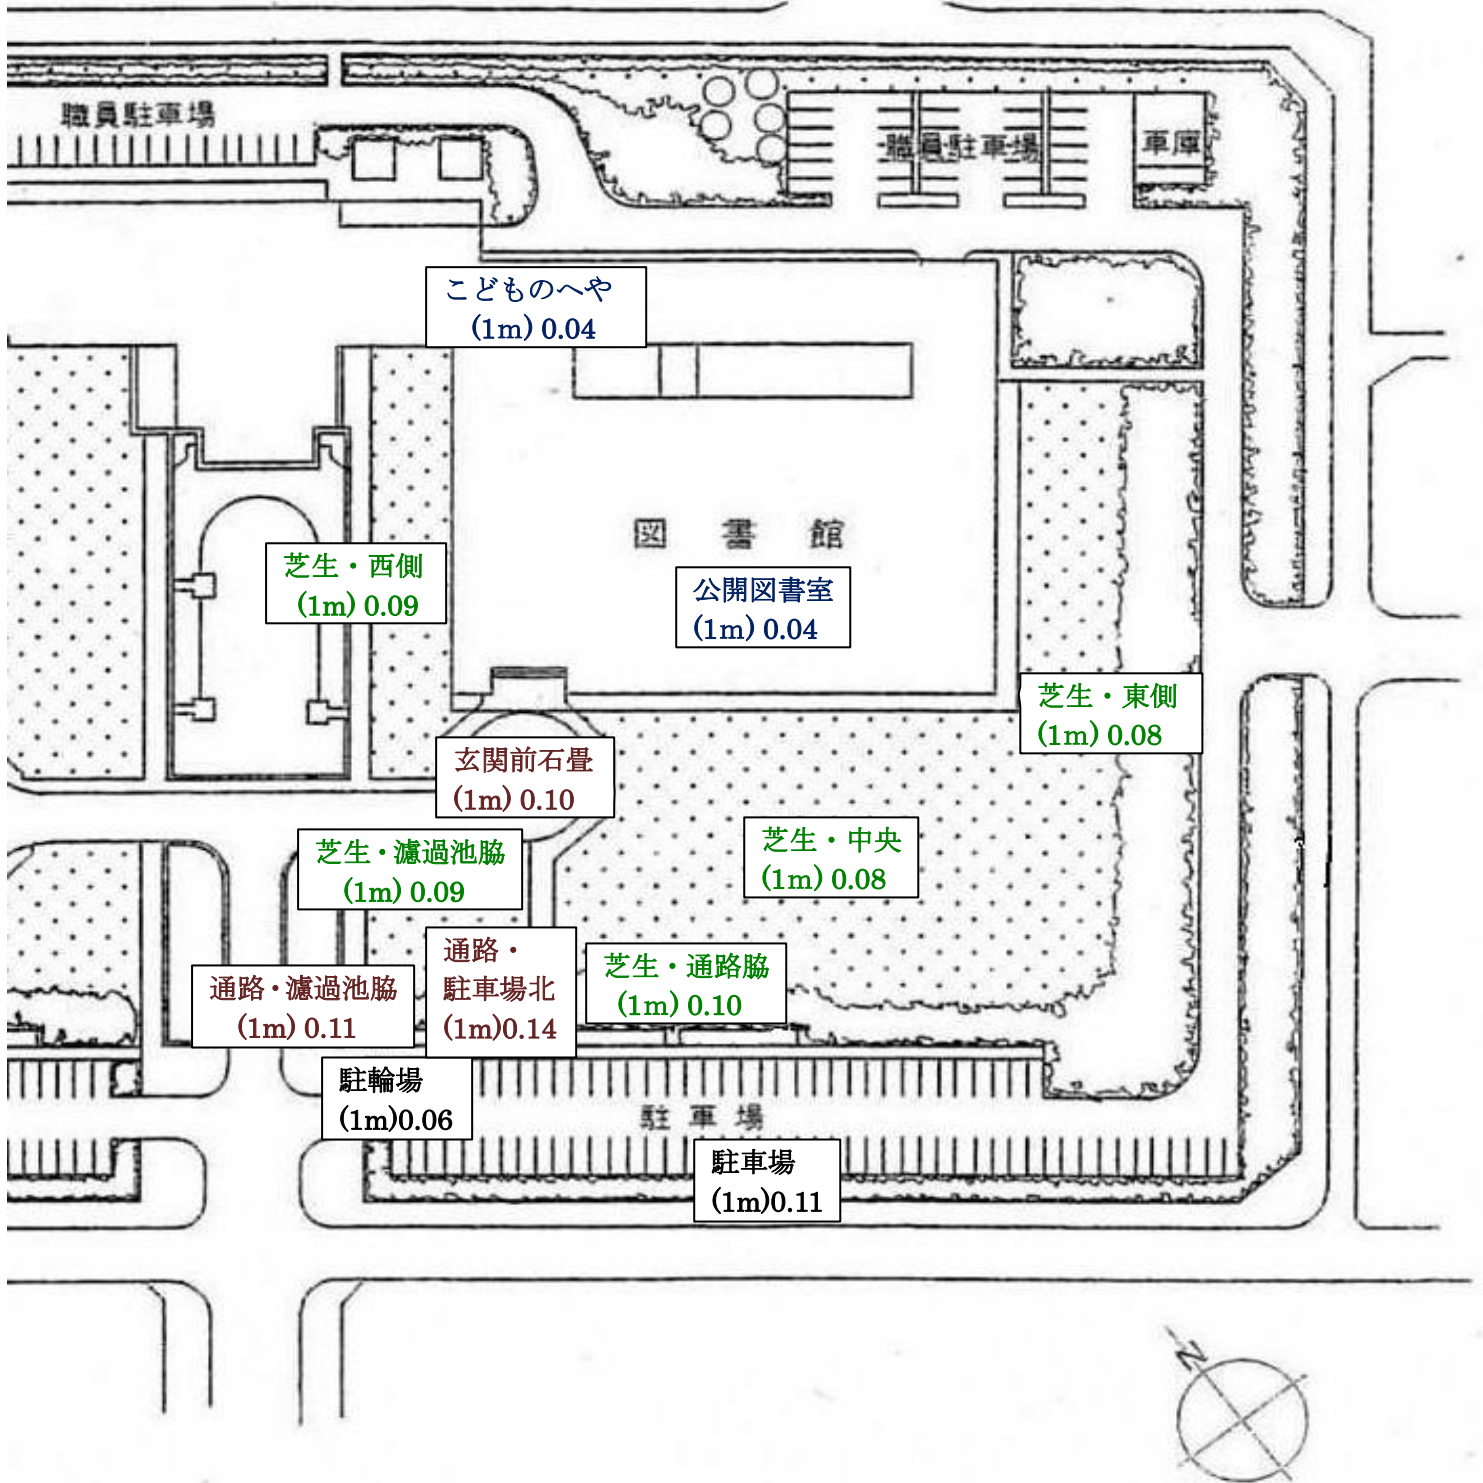 職員駐車場
職員駐車場
車庫
こどものへや
(1m) 0.04
図書館
芝生・西側
(1m) 0.09
公開図書室
(1m) 0.04
芝生・東側
(1m) 0.08
玄関前石畳
(1m) 0.10
芝生・濾過池脇
(1m) 0.09
芝生・中央
(1m) 0.08
通路・
駐車場北
(1m)0.14
芝生・通路脇
(1m) 0.10
通路・濾過池脇
(1m) 0.11
駐輪場
(1m)0.06
駐車場
駐車場
(1m)0.11
N